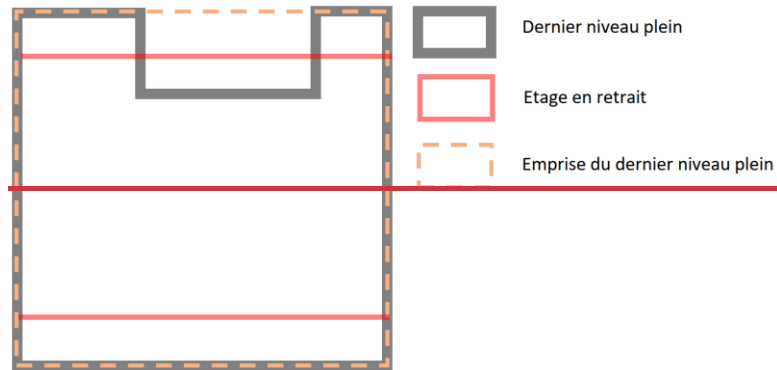 Dernier niveau plein
Etage en retrait
Emprise du dernier niveau plein